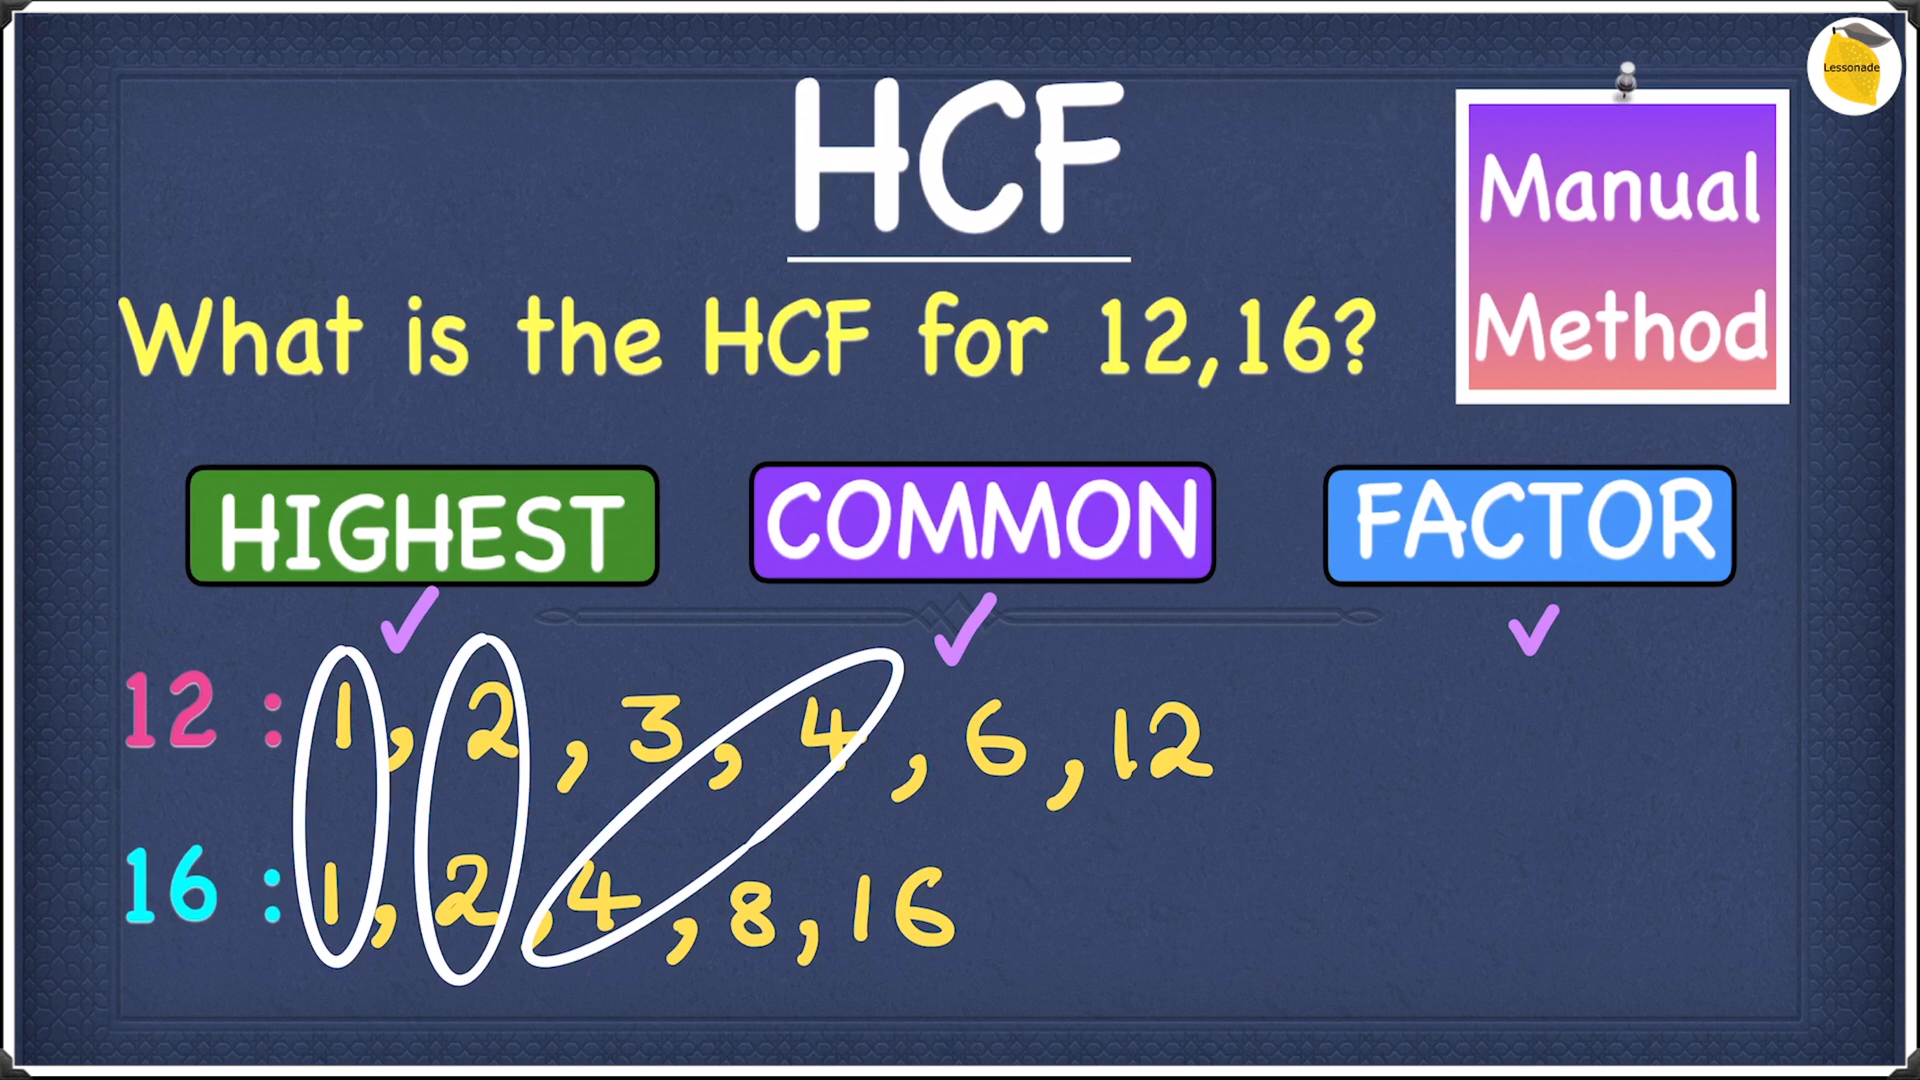 Lessonade
HCF
Manual
Method
What is the HCF for 12,16?
HIGHEST COMMON FACTOR
12 : 1, 2, 3, 4, 6, 12
16 : 1, 2, 4, 8, 16